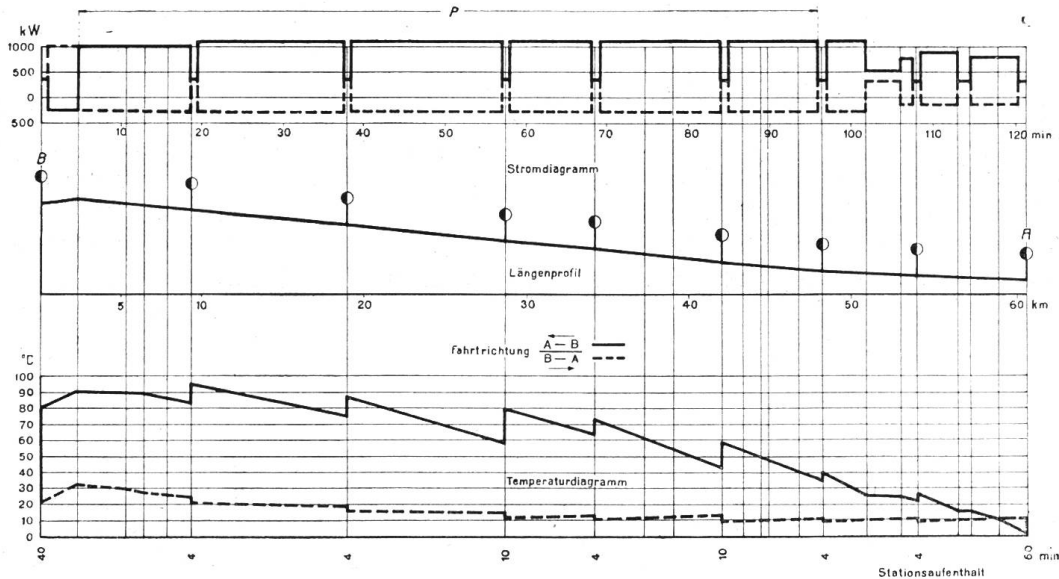 P
kW
1000
500
0
500
10 20 30 40 50 60 70 80 90 100 110 120 min
B
Stromdiagramm
A
Längenprofil
5 10 20 30 40 50 60 km
Fahrtrichtung A – B
B – A
°C
100
90
80
70
60
50
40
30
20
10
0
Temperaturdiagramm
40 4 4 10 4 10 4 4 60 min
Stationsaufenthalt